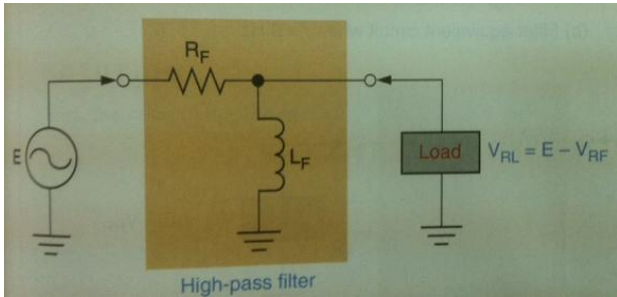 R_F
E
L_F
Load
V_RL = E – V_RF
High-pass filter